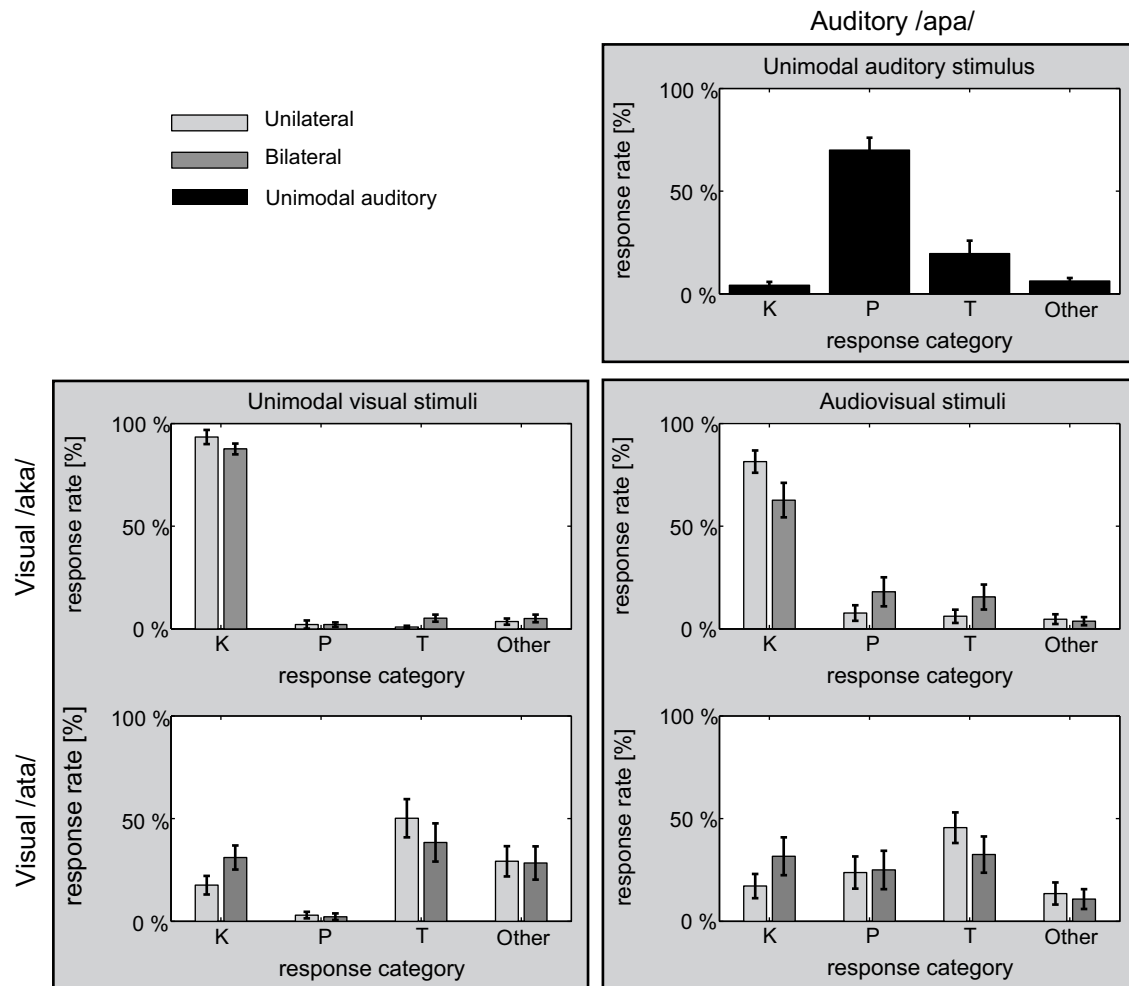 Auditory /apa/
Unimodal auditory stimulus
100 %
50 %
0 %
response rate [%]
K P T Other
response category
Unilateral
Bilateral
Unimodal auditory
Visual /aka/
Unimodal visual stimuli
100 %
50 %
0 %
response rate [%]
K P T Other
response category
Audiovisual stimuli
100 %
50 %
0 %
response rate [%]
K P T Other
response category
Visual /ata/
100 %
50 %
0 %
response rate [%]
K P T Other
response category
100 %
50 %
0 %
response rate [%]
K P T Other
response category